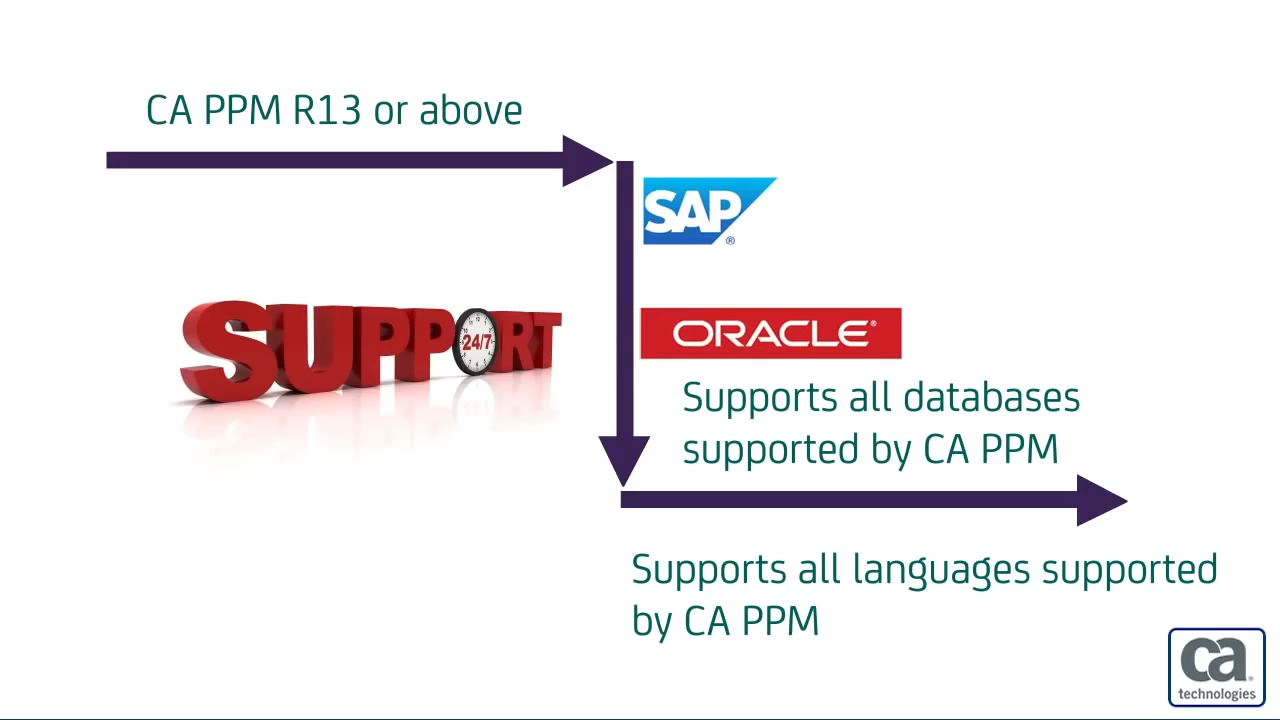 CA PPM R13 or above
SAP
®
SUPPORT
24/7
ORACLE®
Supports all databases
supported by CA PPM
Supports all languages supported
by CA PPM
ca
technologies